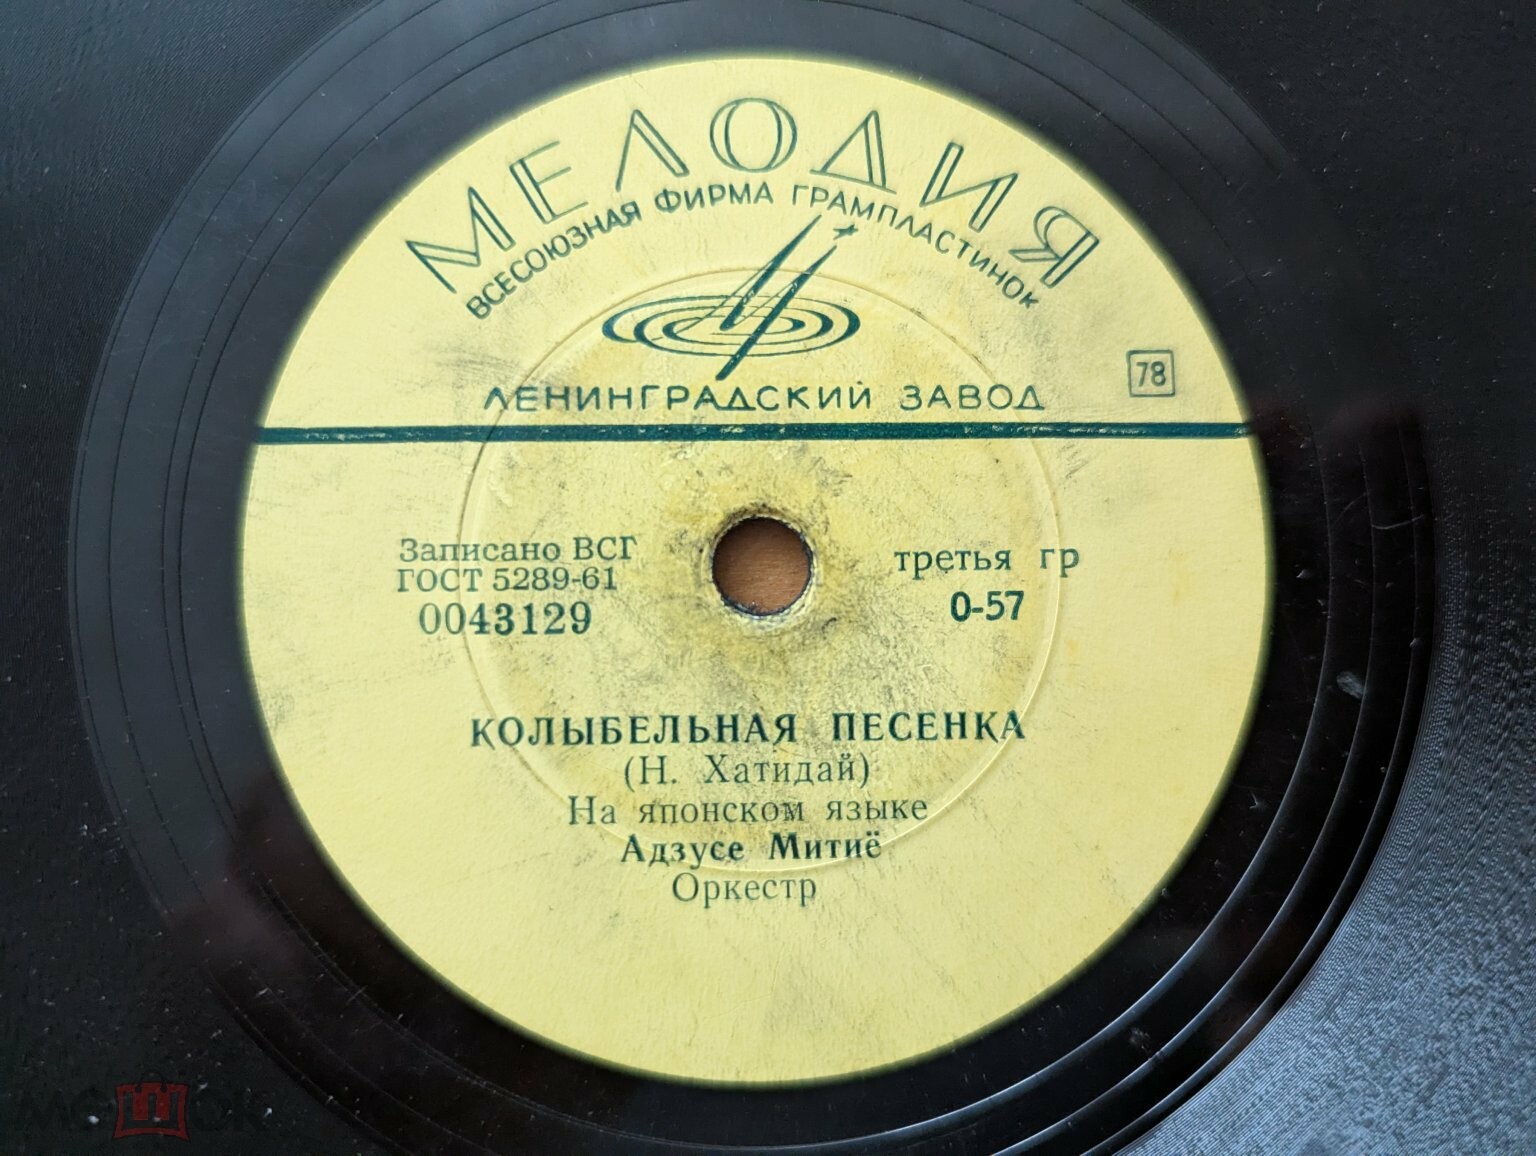 МЕЛОДИЯ
ВСЕСОЮЗНАЯ ФИРМА ГРАМПЛАСТИНОК
ЛЕНИНГРАДСКИЙ ЗАВОД
78
Записано ВСГ
ГОСТ 5289-61
0043129
третья гр
0-57
КОЛЫБЕЛЬНАЯ ПЕСЕНКА
(Н. Хатидай)
На японском языке
Адзусе Митиё
Оркестр
мешок